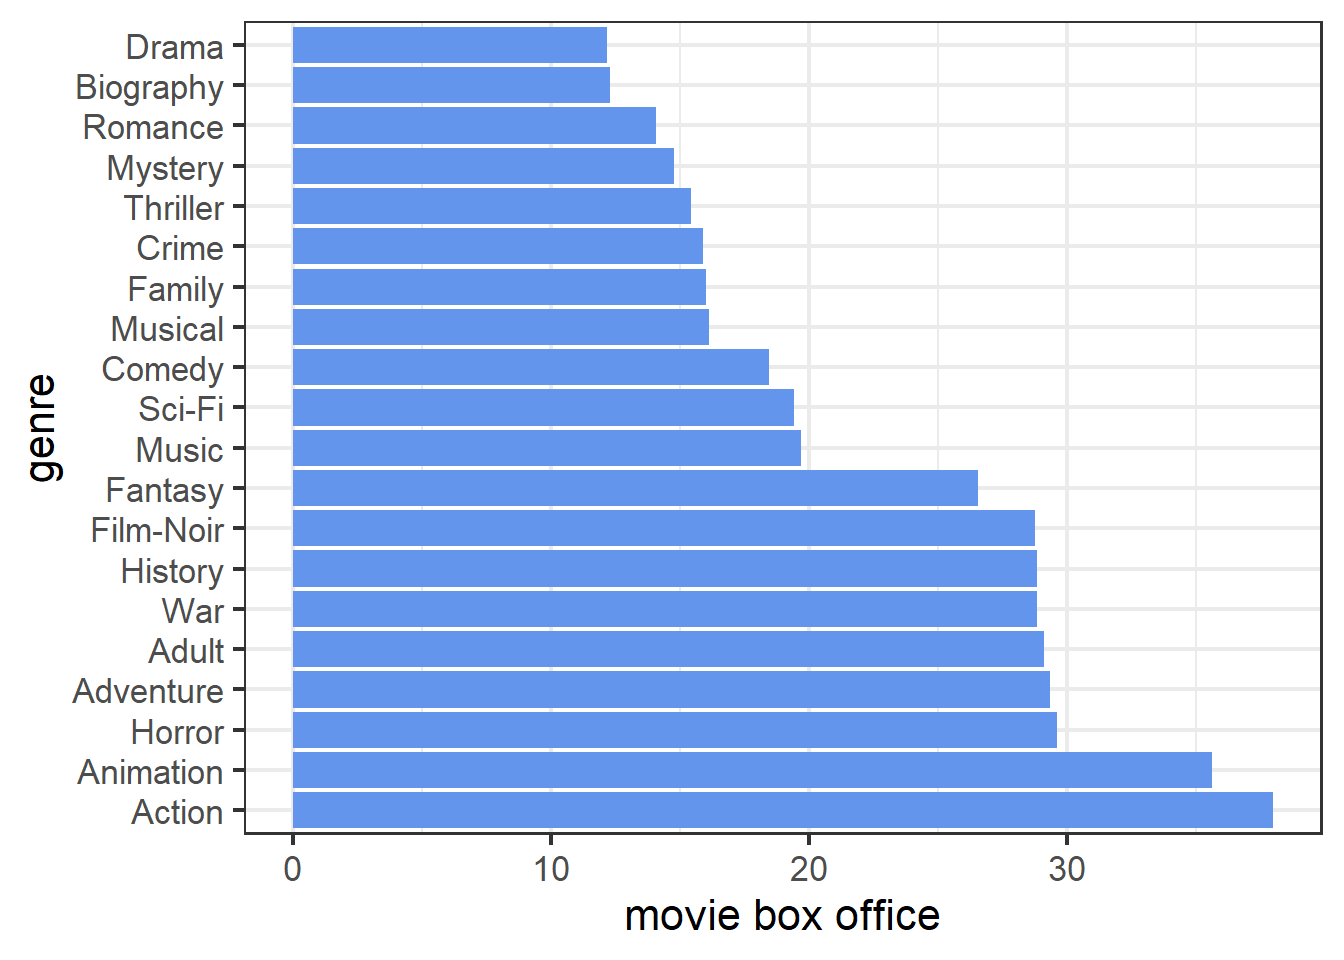 Drama
Biography
Romance
Mystery
Thriller
Crime
Family
Musical
Comedy
Sci-Fi
Music
Fantasy
Film-Noir
History
War
Adult
Adventure
Horror
Animation
Action
genre
0 10 20 30
movie box office